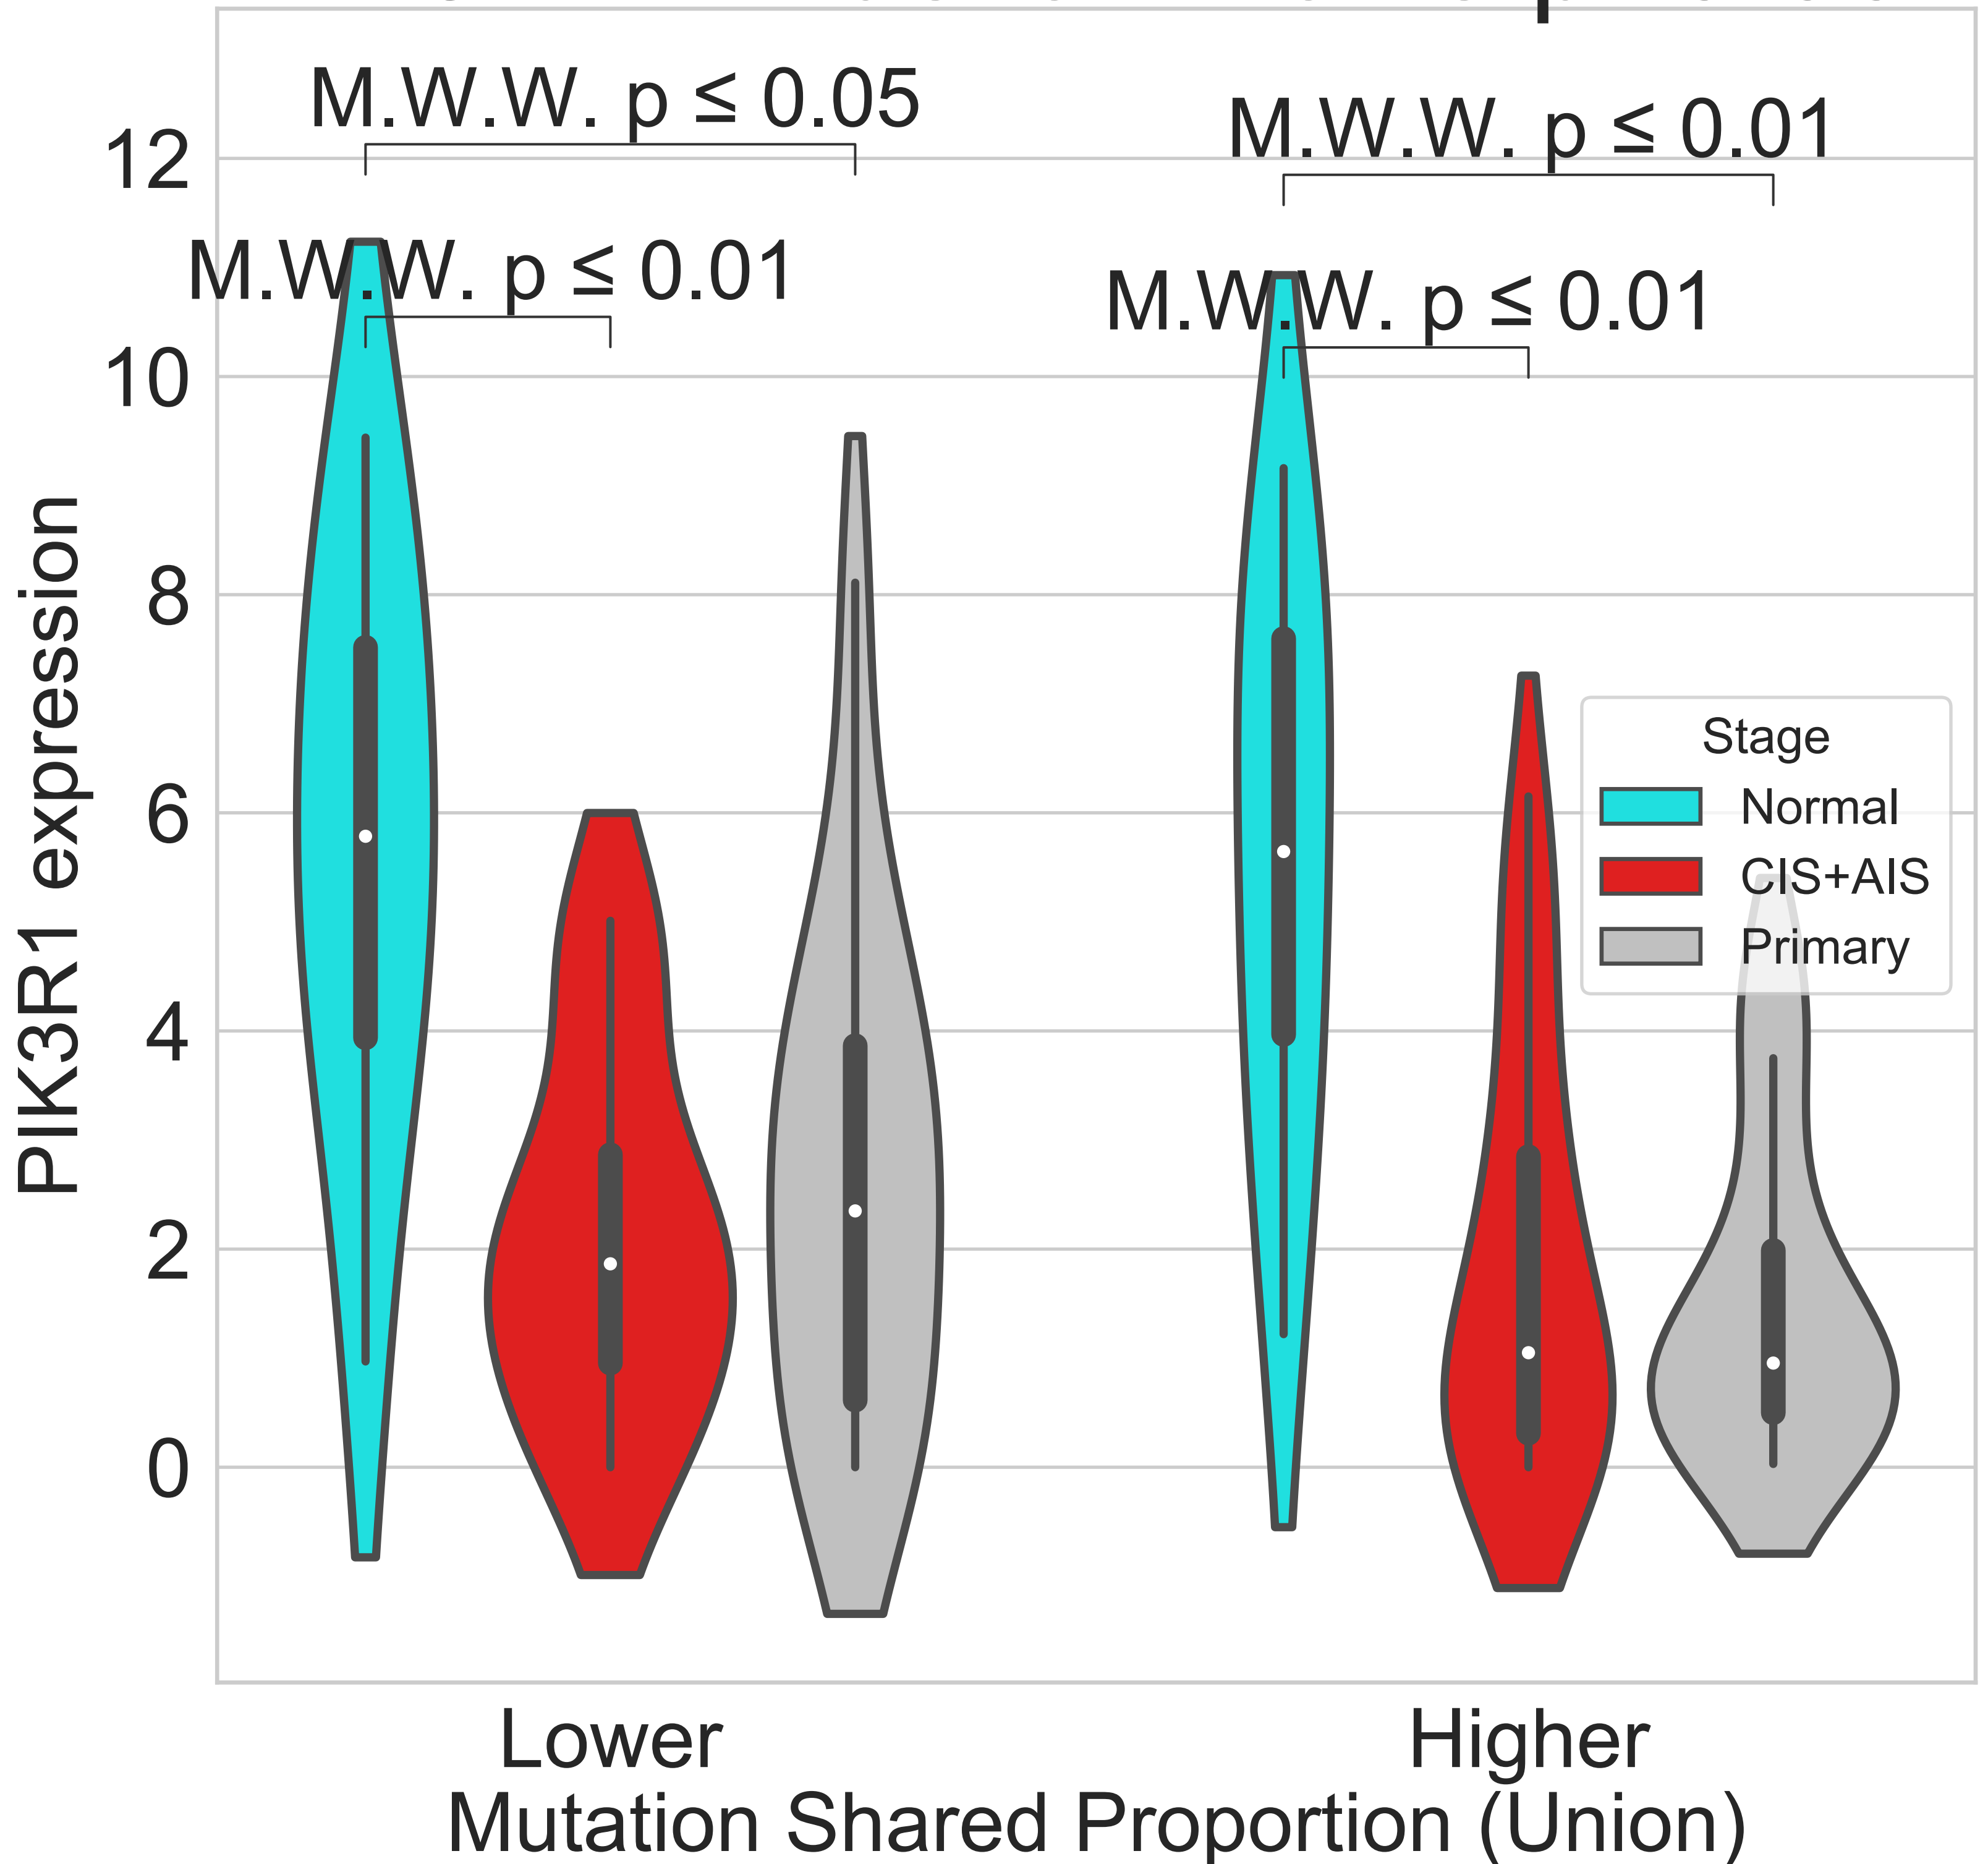 M.W.W. p ≤ 0.05
M.W.W. p ≤ 0.01
M.W.W. p ≤ 0.01
M.W.W. p ≤ 0.01
12
10
8
6
4
2
0
PIK3R1 expression
Stage
Normal
CIS+AIS
Primary
Lower
Higher
Mutation Shared Proportion (Union)